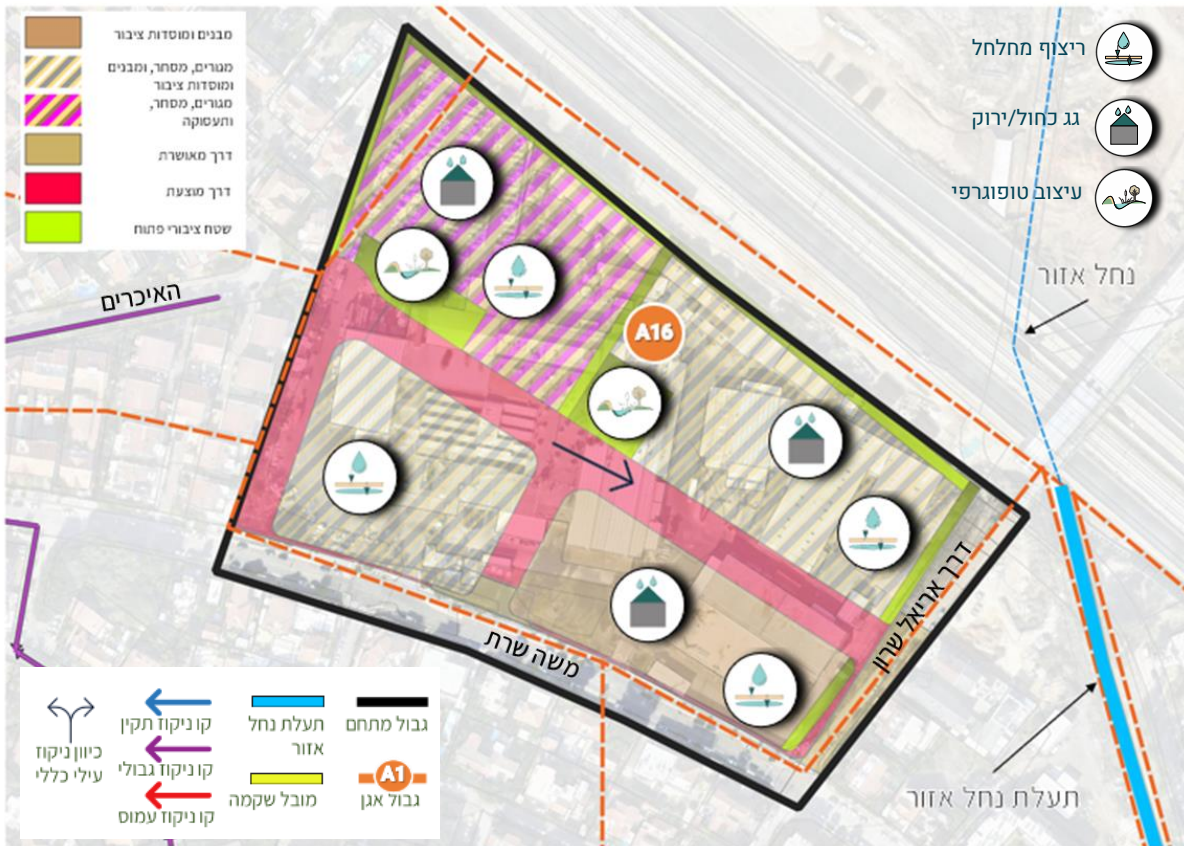 מבנים ומוסדות ציבור
מגורים, מסחר, ומבנים
ומוסדות ציבור
מגורים, מסחר,
ותעסוקה
דרך מאושרת
דרך מוצעת
שטח ציבורי פתוח
ריצוף מחלחל
גג כחול/ירוק
עיצוב טופוגרפי
נחל אזור
האיכרים
A16
דרך אריאל שרון
משה שרת
תעלת נחל אזור
גבול מתחם
A1
גבול אגן
תעלת נחל
אזור
מובל שקמה
קו ניקוז תקין
קו ניקוז גבולי
קו ניקוז עמוס
כיוון ניקוז
עילי כללי